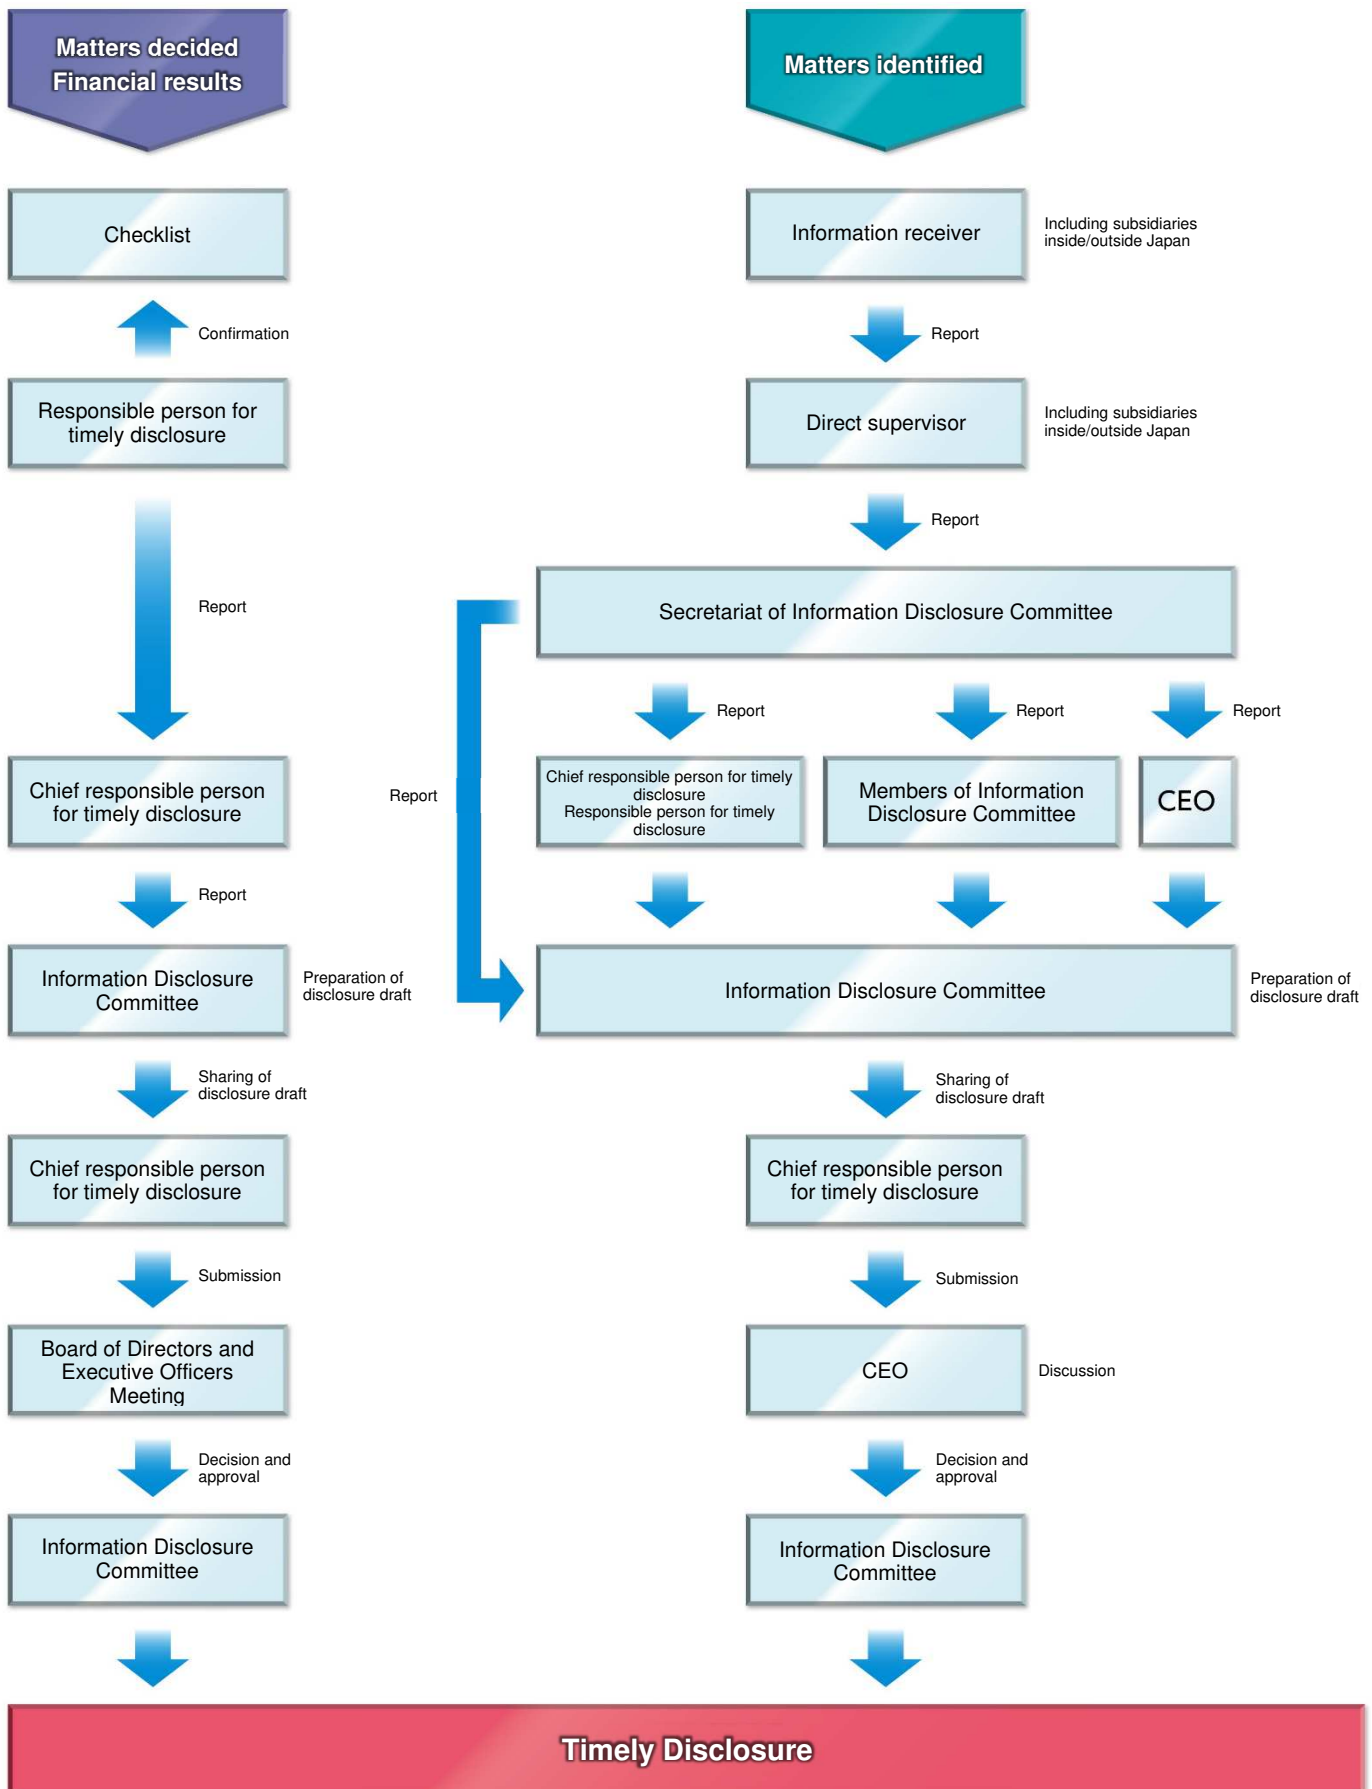 Matters decided
Financial results
Checklist
Confirmation
Responsible person for
timely disclosure
Report
Chief responsible person
for timely disclosure
Report
Information Disclosure
Committee
Preparation of
disclosure draft
Sharing of
disclosure draft
Chief responsible person
for timely disclosure
Submission
Board of Directors and
Executive Officers
Meeting
Decision and
approval
Information Disclosure
Committee
Matters identified
Information receiver
Including subsidiaries
inside/outside Japan
Report
Direct supervisor
Including subsidiaries
inside/outside Japan
Report
Secretariat of Information Disclosure Committee
Report
Report
Report
Report
Chief responsible person for timely
disclosure
Responsible person for timely
disclosure
Members of Information
Disclosure Committee
CEO
Information Disclosure Committee
Preparation of
disclosure draft
Sharing of
disclosure draft
Chief responsible person
for timely disclosure
Submission
CEO
Discussion
Decision and
approval
Information Disclosure
Committee
Timely Disclosure